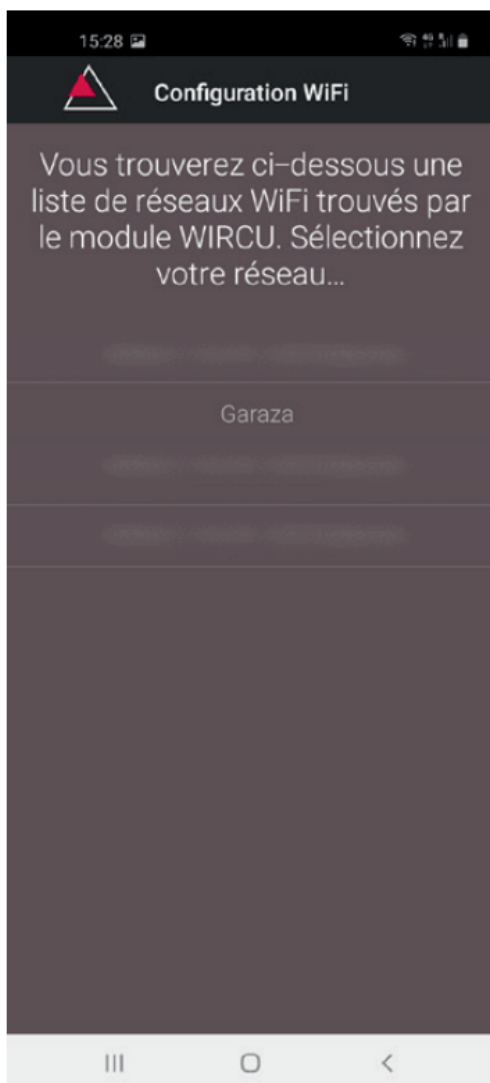 15:28
Configuration WiFi
Vous trouverez ci-dessous une
liste de réseaux WiFi trouvés par
le module WIRCU. Sélectionnez
votre réseau...
Garaza